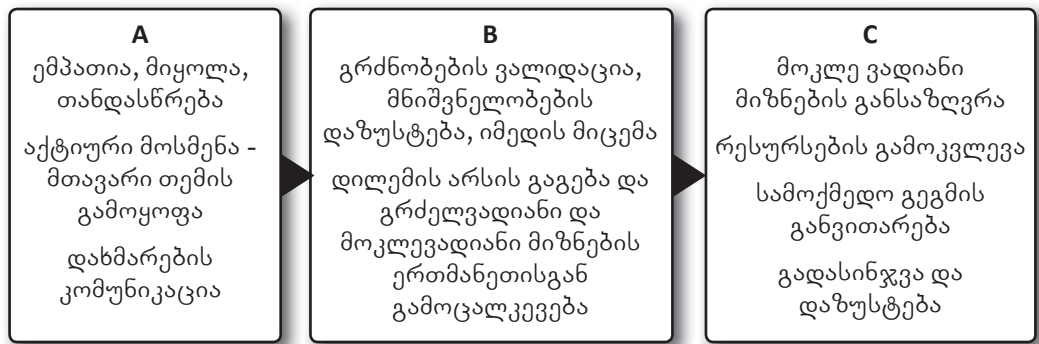 A
ემპათია, მიყოლა,
თანდასწრება
აქტიური მოსმენა -
მთავარი თემის
გამოყოფა
დახმარების
კომუნიკაცია
B
გრძნობების ვალიდაცია,
მნიშვნელობების
დაზუსტება, იმედის მიცემა
დილემის არსის გაგება და
გრძელვადიანი და
მოკლევადიანი მიზნების
ერთმანეთისგან
გამოცალკევება
C
მოკლე ვადიანი
მიზნების განსაზღვრა
რესურსების გამოკვლევა
სამოქმედო გეგმის
განვითარება
გადასინჯვა და
დაზუსტება